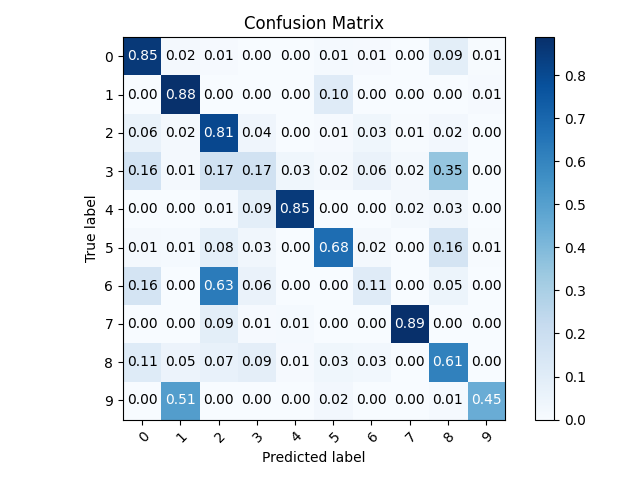 Confusion Matrix
0 0.85 0.02 0.01 0.00 0.00 0.01 0.01 0.00 0.09 0.01
1 0.00 0.88 0.00 0.00 0.00 0.10 0.00 0.00 0.00 0.01
2 0.06 0.02 0.81 0.04 0.00 0.01 0.03 0.01 0.02 0.00
3 0.16 0.01 0.17 0.17 0.03 0.02 0.06 0.02 0.35 0.00
4 0.00 0.00 0.01 0.09 0.85 0.00 0.00 0.02 0.03 0.00
5 0.01 0.01 0.08 0.03 0.00 0.68 0.02 0.00 0.16 0.01
6 0.16 0.00 0.63 0.06 0.00 0.00 0.11 0.00 0.05 0.00
7 0.00 0.00 0.09 0.01 0.01 0.00 0.00 0.89 0.00 0.00
8 0.11 0.05 0.07 0.09 0.01 0.03 0.03 0.00 0.61 0.00
9 0.00 0.51 0.00 0.00 0.00 0.02 0.00 0.00 0.01 0.45
0 1 2 3 4 5 6 7 8 9
True label
Predicted label
0.8
0.7
0.6
0.5
0.4
0.3
0.2
0.1
0.0